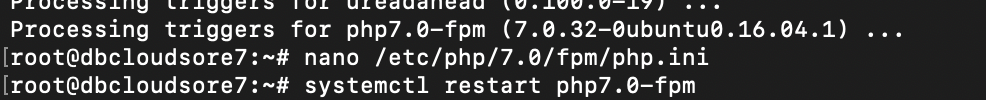 Processing triggers for ureadahead (0.100.0-19) ...
Processing triggers for php7.0-fpm (7.0.32-0ubuntu0.16.04.1) ...
[root@dbcloudsore7:~# nano /etc/php/7.0/fpm/php.ini
[root@dbcloudsore7:~# systemctl restart php7.0-fpm